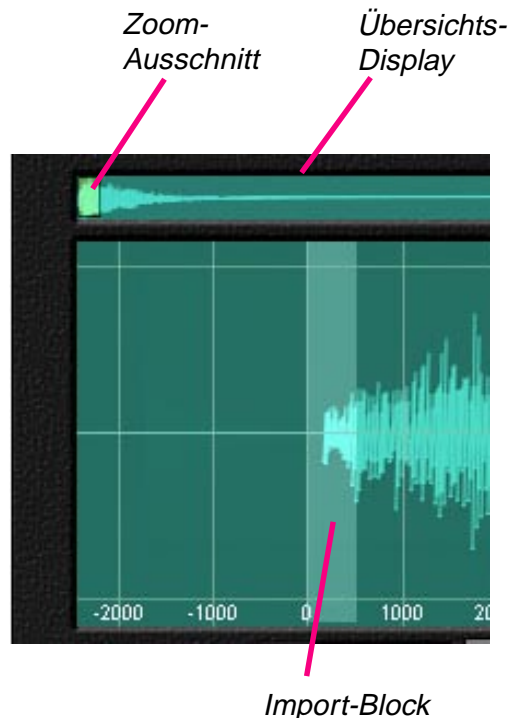 Zoom-
Ausschnitt
Übersichts-
Display
-2000 -1000 0 1000
Import-Block